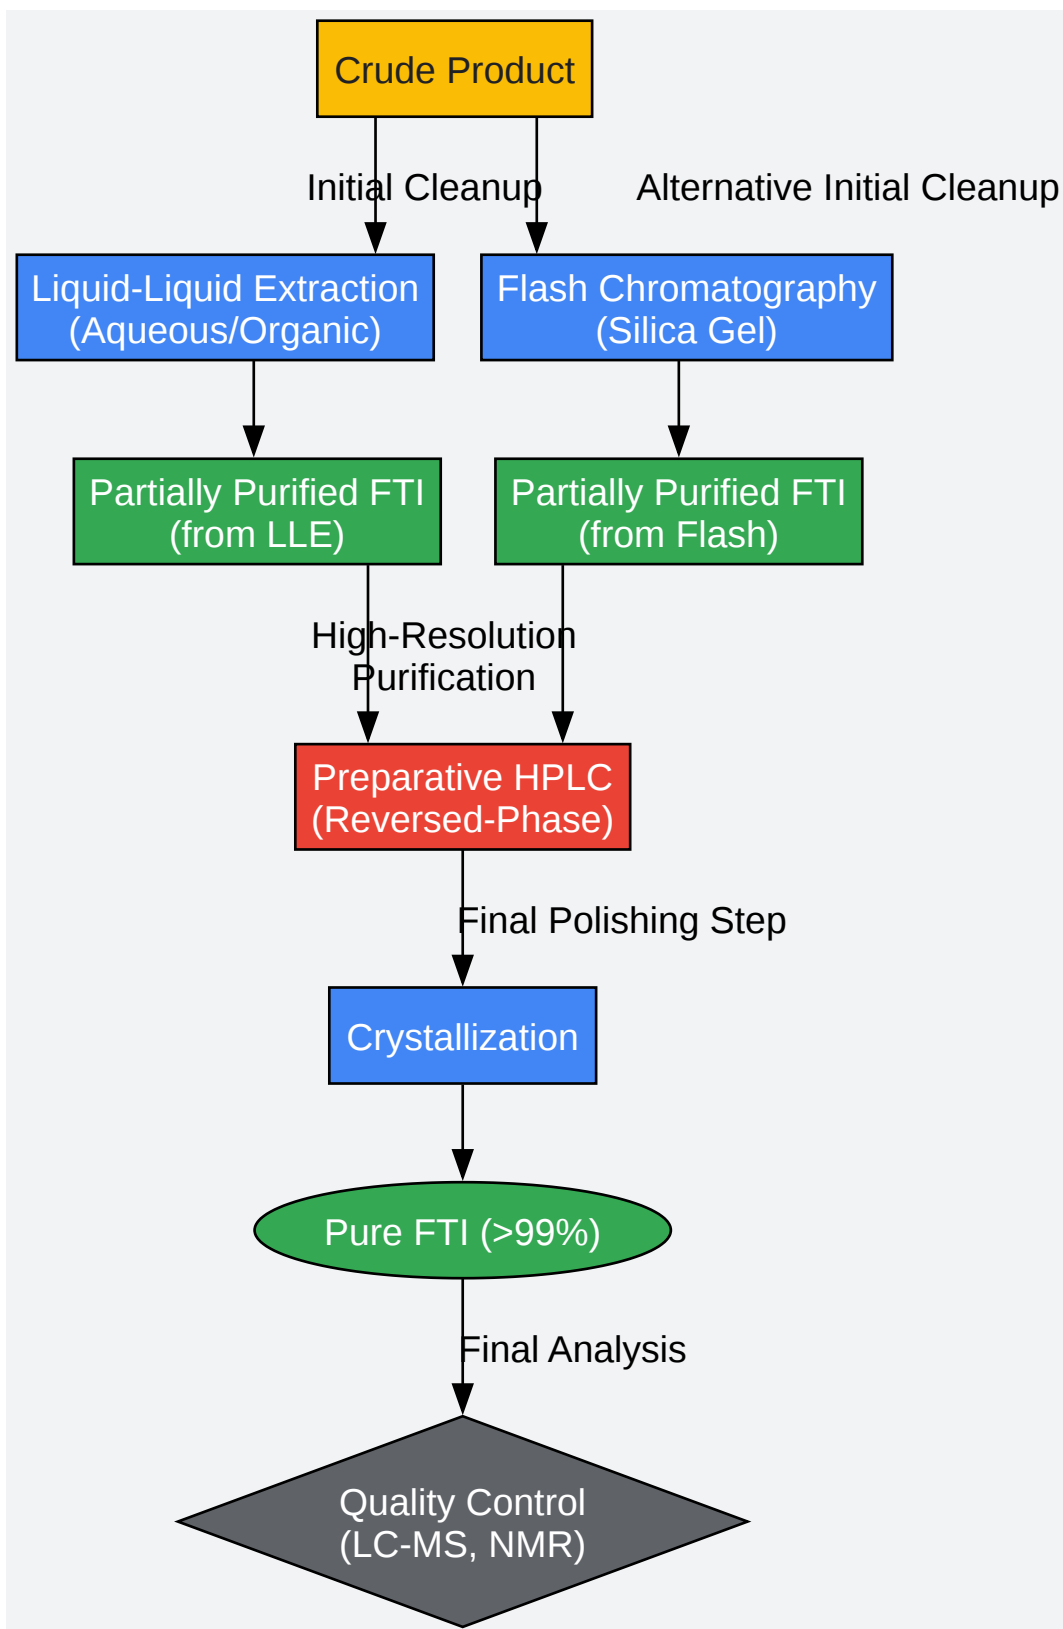 Crude Product
Initial Cleanup
Alternative Initial Cleanup
Liquid-Liquid Extraction
(Aqueous/Organic)
Flash Chromatography
(Silica Gel)
Partially Purified FTI
(from LLE)
Partially Purified FTI
(from Flash)
High-Resolution
Purification
Preparative HPLC
(Reversed-Phase)
Final Polishing Step
Crystallization
Pure FTI (>99%)
Final Analysis
Quality Control
(LC-MS, NMR)